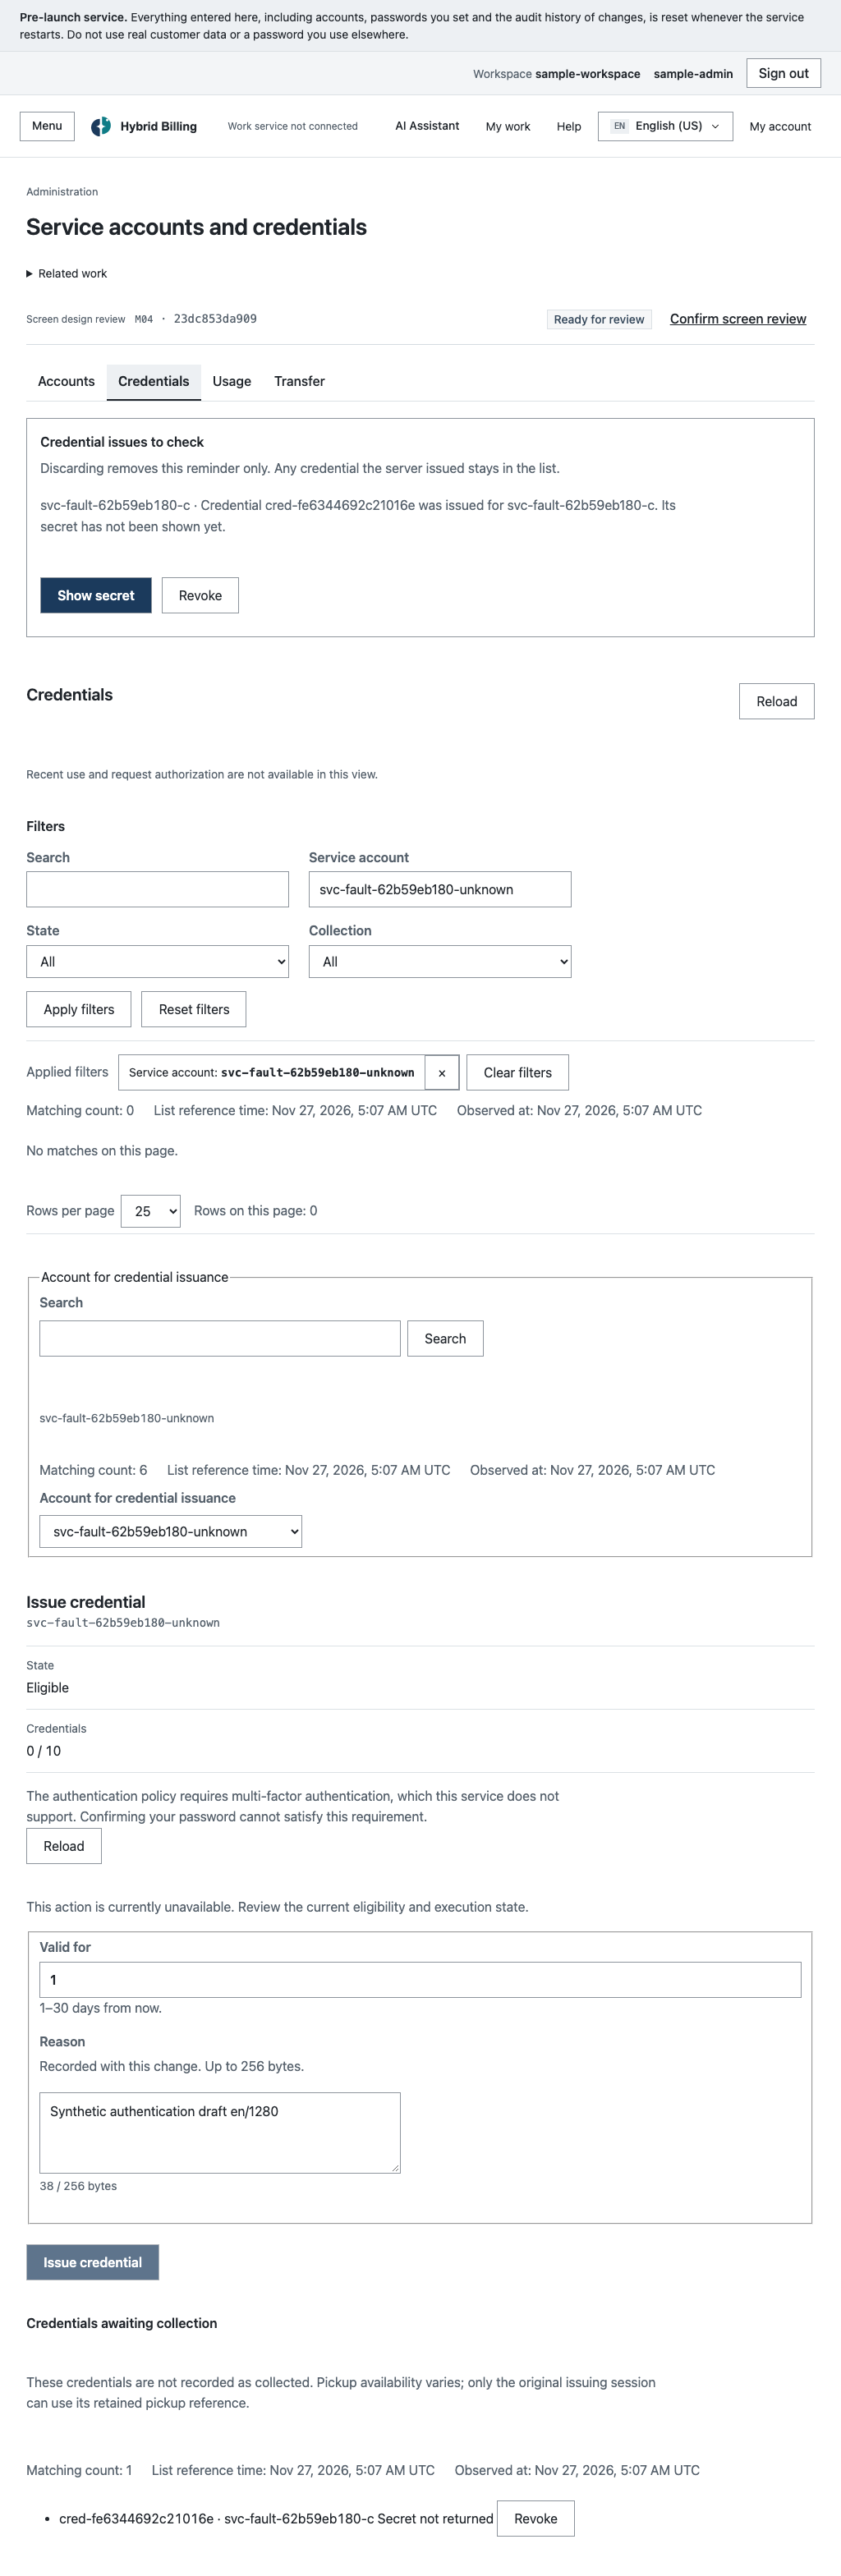 Pre-launch service. Everything entered here, including accounts, passwords you set and the audit history of changes, is reset whenever the service
restarts. Do not use real customer data or a password you use elsewhere.
Workspace sample-workspace sample-admin Sign out
Menu Hybrid Billing Work service not connected AI Assistant My work Help EN English (US) My account
Administration
Service accounts and credentials
Related work
Screen design review M04 · 23dc853da909 Ready for review Confirm screen review
Accounts Credentials Usage Transfer
Credential issues to check
Discarding removes this reminder only. Any credential the server issued stays in the list.
svc-fault-62b59eb180-c · Credential cred-fe6344692c21016e was issued for svc-fault-62b59eb180-c. Its
secret has not been shown yet.
Show secret Revoke
Credentials Reload
Recent use and request authorization are not available in this view.
Filters
Search Service account
svc-fault-62b59eb180-unknown
State Collection
All All
Apply filters Reset filters
Applied filters Service account: svc-fault-62b59eb180-unknown × Clear filters
Matching count: 0 List reference time: Nov 27, 2026, 5:07 AM UTC Observed at: Nov 27, 2026, 5:07 AM UTC
No matches on this page.
Rows per page 25 Rows on this page: 0
Account for credential issuance
Search
Search
svc-fault-62b59eb180-unknown
Matching count: 6 List reference time: Nov 27, 2026, 5:07 AM UTC Observed at: Nov 27, 2026, 5:07 AM UTC
Account for credential issuance
svc-fault-62b59eb180-unknown
Issue credential
svc-fault-62b59eb180-unknown
State
Eligible
Credentials
0 / 10
The authentication policy requires multi-factor authentication, which this service does not
support. Confirming your password cannot satisfy this requirement.
Reload
This action is currently unavailable. Review the current eligibility and execution state.
Valid for
1
1–30 days from now.
Reason
Recorded with this change. Up to 256 bytes.
Synthetic authentication draft en/1280
38 / 256 bytes
Issue credential
Credentials awaiting collection
These credentials are not recorded as collected. Pickup availability varies; only the original issuing session
can use its retained pickup reference.
Matching count: 1 List reference time: Nov 27, 2026, 5:07 AM UTC Observed at: Nov 27, 2026, 5:07 AM UTC
• cred-fe6344692c21016e · svc-fault-62b59eb180-c Secret not returned Revoke